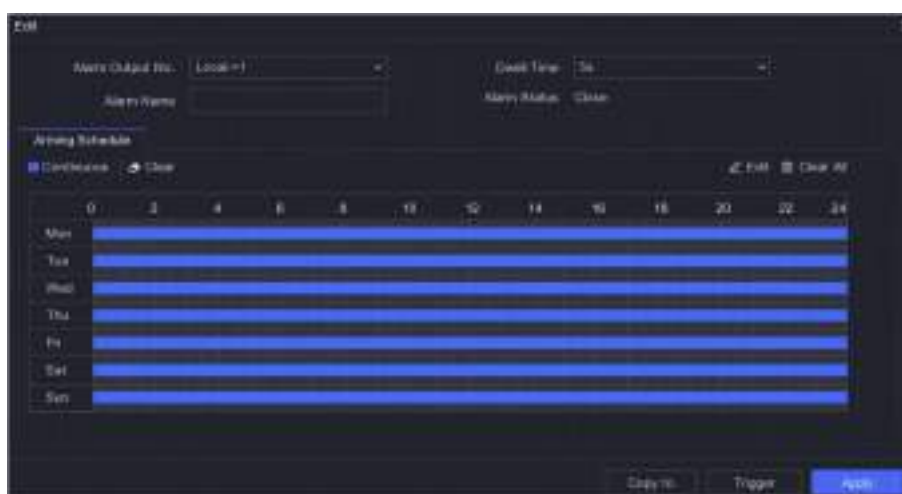 Edit
Alarm Output No. Local->1 Dwell Time 5s
Alarm Name Alarm Status Close
Arming Schedule
Continuous Clear Edit Clear All
0 2 4 6 8 10 12 14 16 18 20 22 24
Mon
Tue
Wed
Thu
Fri
Sat
Sun
Copy to Trigger Apply